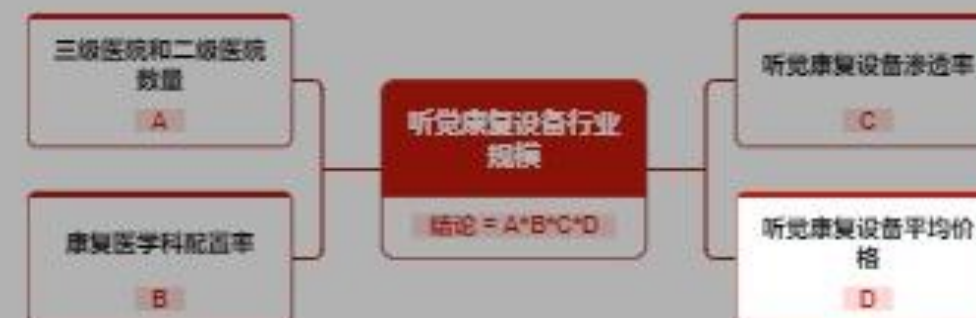 三级医院和二级医院
数量
A
康复医学科配置率
B
听觉康复设备行业
规模
结论 = A*B*C*D
听觉康复设备渗透率
C
听觉康复设备平均价
格
D